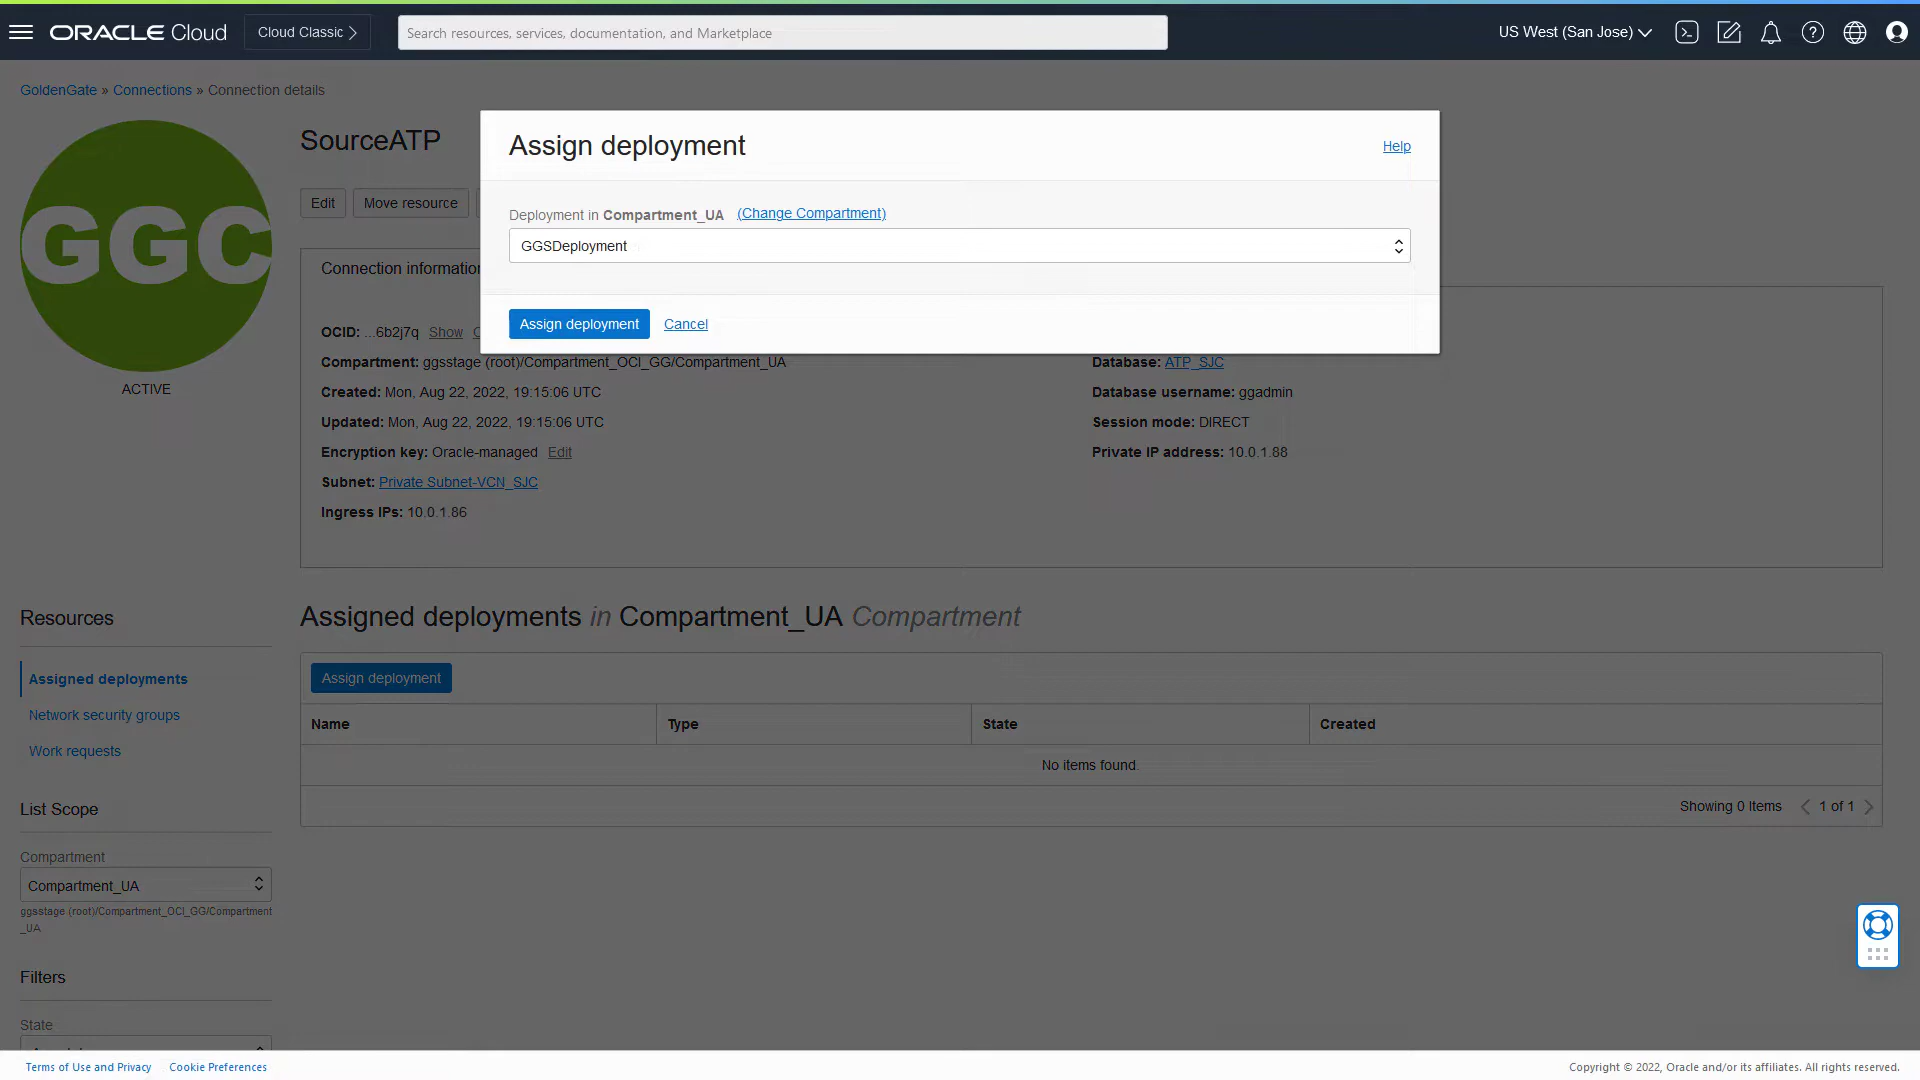 ORACLE Cloud
Cloud Classic
Search resources, services, documentation, and Marketplace
US West (San Jose)
GoldenGate » Connections » Connection details
GGC
ACTIVE
SourceATP
Edit
Move resource
Assign deployment
Help
Deployment in Compartment_UA (Change Compartment)
GGSDeployment
Assign deployment
Cancel
Connection information
OCID: ...6b2j7q Show
Compartment: ggsstage (root)/Compartment_OCI_GG/Compartment_UA
Created: Mon, Aug 22, 2022, 19:15:06 UTC
Updated: Mon, Aug 22, 2022, 19:15:06 UTC
Encryption key: Oracle-managed Edit
Subnet: Private Subnet-VCN_SJC
Ingress IPs: 10.0.1.86
Database: ATP_SJC
Database username: ggadmin
Session mode: DIRECT
Private IP address: 10.0.1.88
Resources
Assigned deployments
Network security groups
Work requests
List Scope
Compartment
Compartment_UA
ggsstage (root)/Compartment_OCI_GG/Compartment
_UA
Filters
State
Assigned deployments in Compartment_UA Compartment
Assign deployment
Name Type State Created
No items found.
Showing 0 Items 1 of 1
Terms of Use and Privacy Cookie Preferences
Copyright © 2022, Oracle and/or its affiliates. All rights reserved.